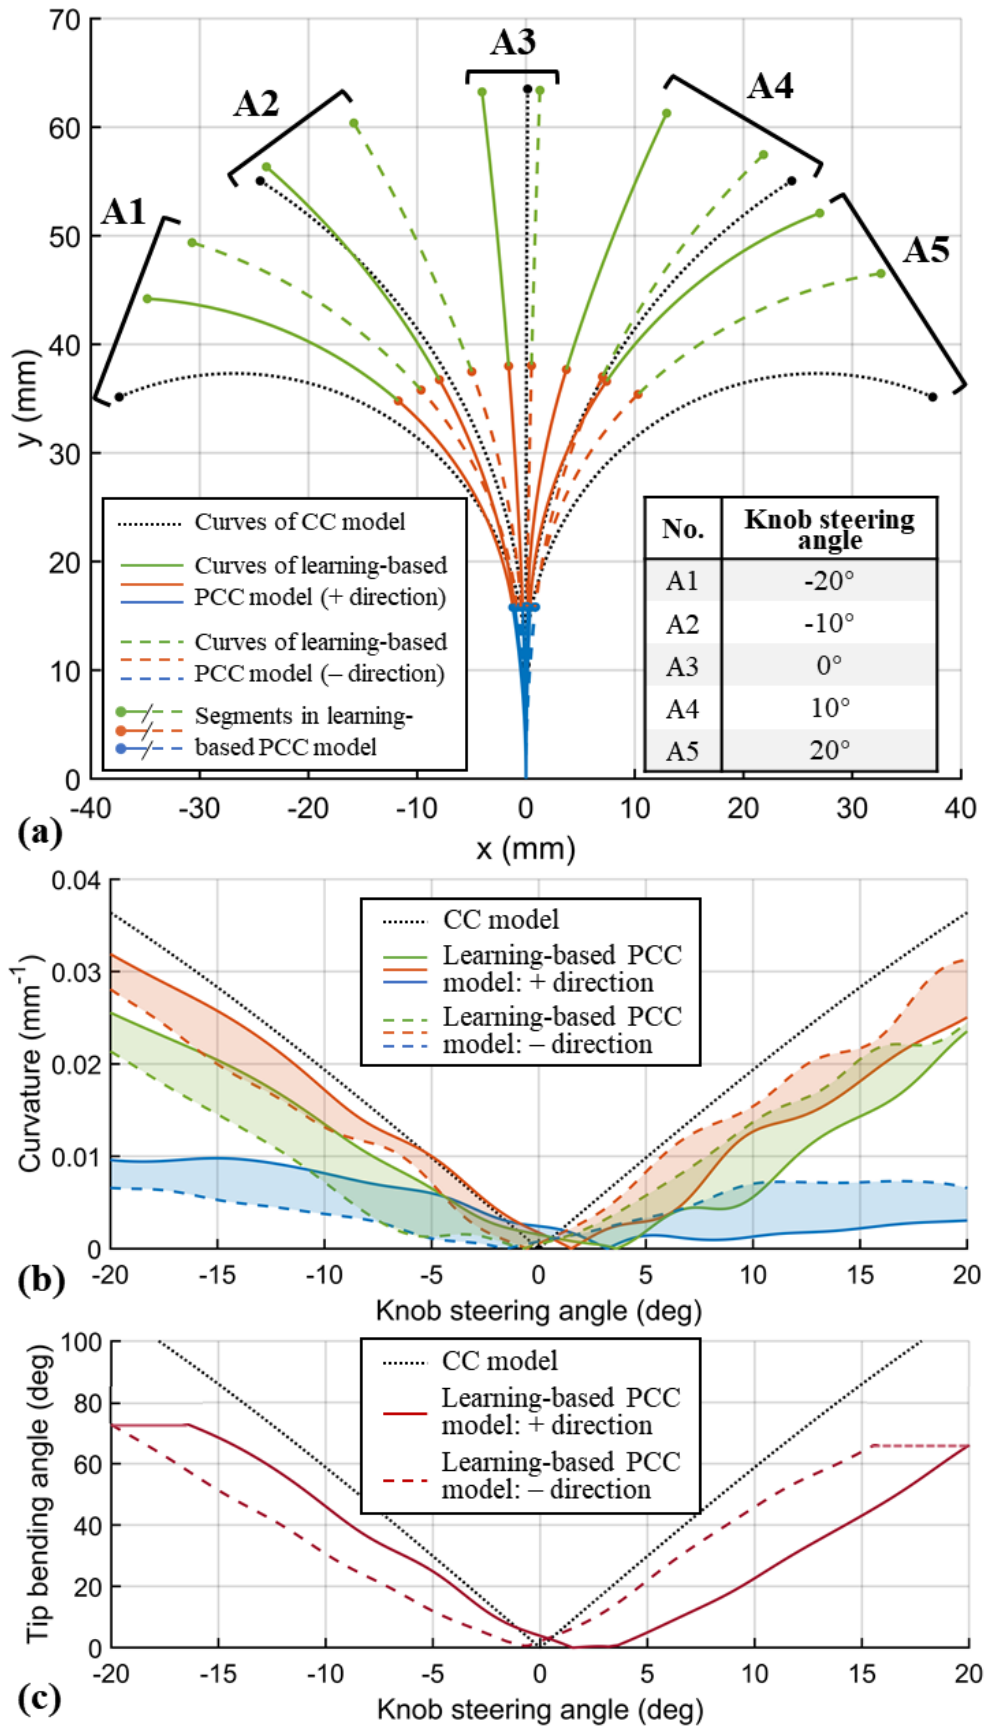 70
60
50
40
30
20
10
0
y (mm)
A1
A2
A3
A4
A5
Curves of CC model
Curves of learning-based
PCC model (+ direction)
Curves of learning-based
PCC model (– direction)
Segments in learning-
based PCC model
No. Knob steering
angle
A1 -20°
A2 -10°
A3 0°
A4 10°
A5 20°
-40 -30 -20 -10 0 10 20 30 40
x (mm)
(a)
0.04
0.03
0.02
0.01
0
Curvature (mm-1)
CC model
Learning-based PCC
model: + direction
Learning-based PCC
model: – direction
-20 -15 -10 -5 0 5 10 15 20
Knob steering angle (deg)
(b)
100
80
60
40
20
0
Tip bending angle (deg)
CC model
Learning-based PCC
model: + direction
Learning-based PCC
model: – direction
-20 -15 -10 -5 0 5 10 15 20
Knob steering angle (deg)
(c)